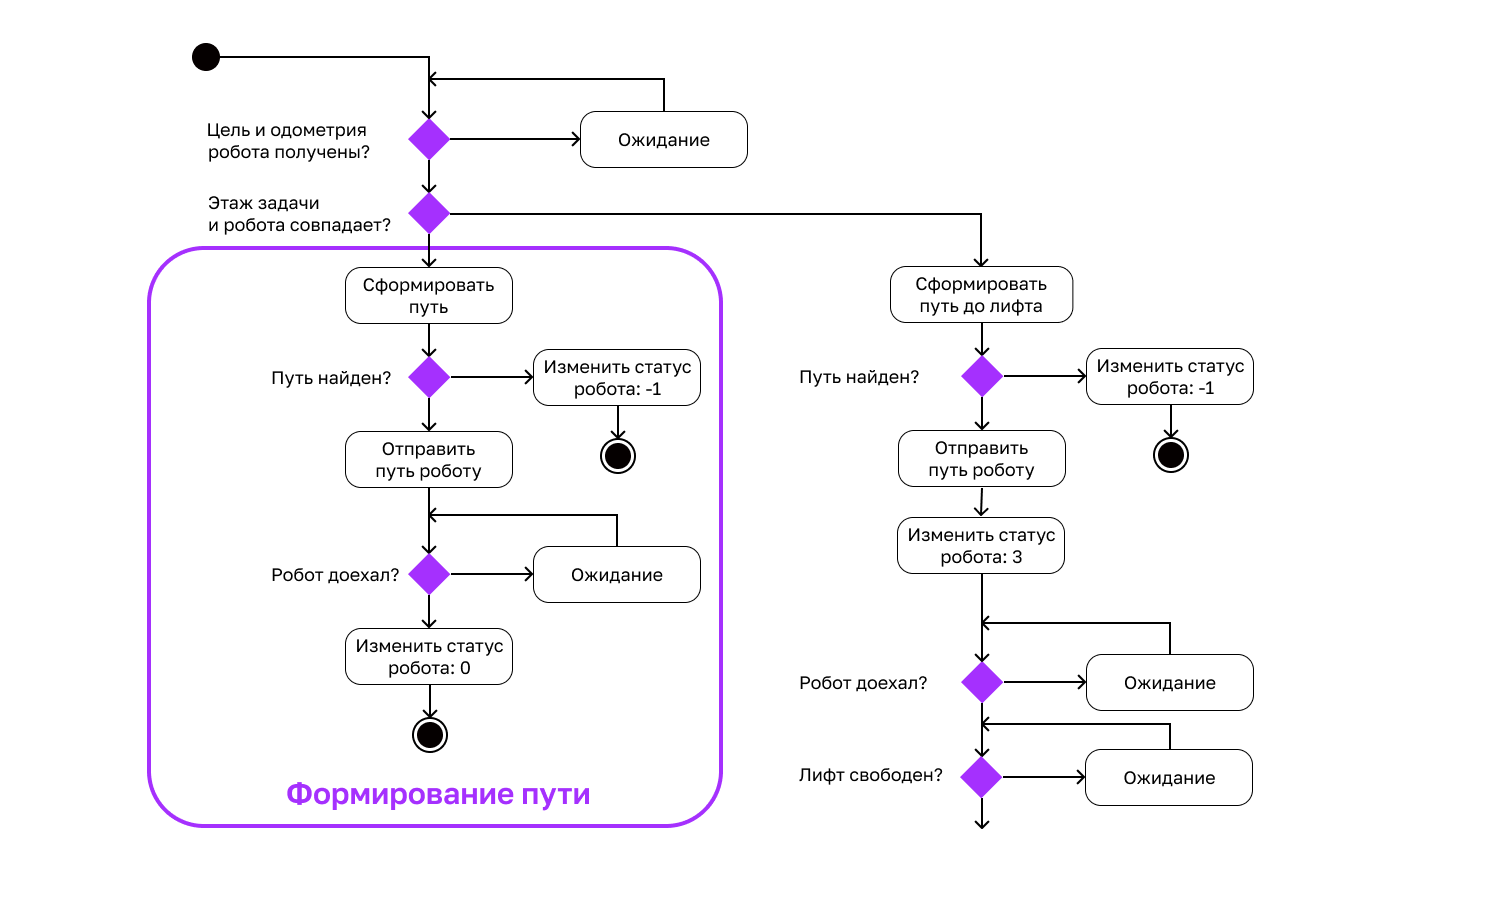 Цель и одометрия
робота получены?
Ожидание
Этаж задачи
и робота совпадает?
Сформировать
путь
Путь найден?
Изменить статус
робота: -1
Отправить
путь роботу
Робот доехал?
Ожидание
Изменить статус
робота: 0
Формирование пути
Сформировать
путь до лифта
Путь найден?
Изменить статус
робота: -1
Отправить
путь роботу
Изменить статус
робота: 3
Робот доехал?
Ожидание
Лифт свободен?
Ожидание